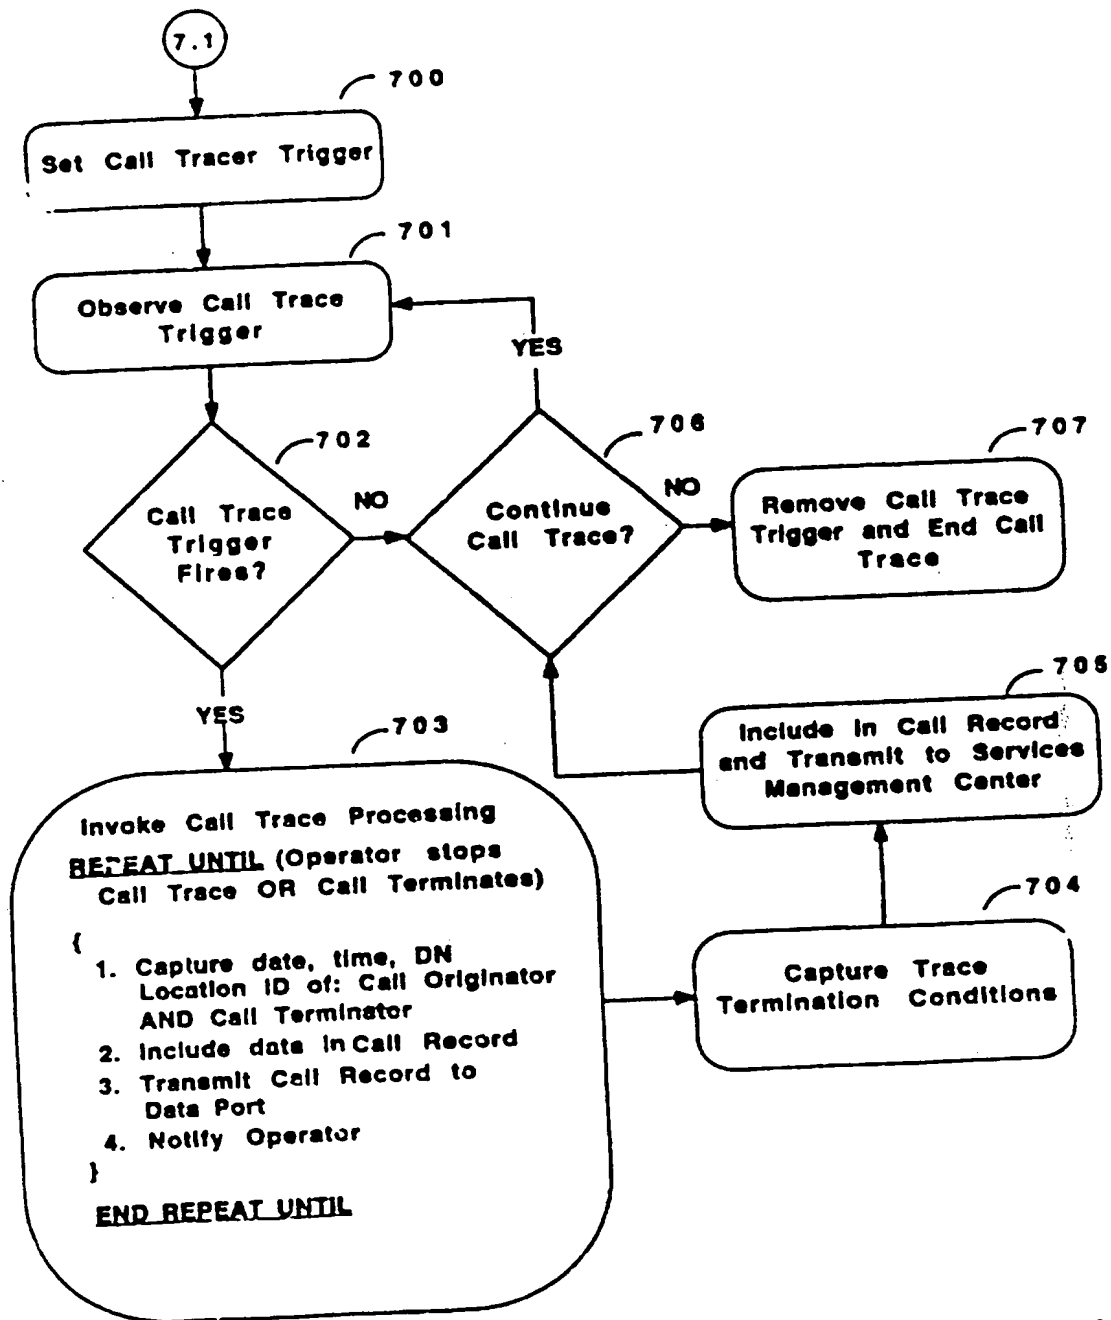 7.1
700
Set Call Tracer Trigger
701
Observe Call Trace
Trigger
YES
702
706
707
Call Trace
Trigger
Fires?
NO
Continue
Call Trace?
NO
Remove Call Trace
Trigger and End Call
Trace
YES
703
705
Include in Call Record
and Transmit to Services
Management Center
Invoke Call Trace Processing
REPEAT UNTIL (Operator stops
Call Trace OR Call Terminates)
{
1. Capture date, time, DN
Location ID of: Call Originator
AND Call Terminator
2. Include data in Call Record
3. Transmit Call Record to
Data Port
4. Notify Operator
}
END REPEAT UNTIL
704
Capture Trace
Termination Conditions